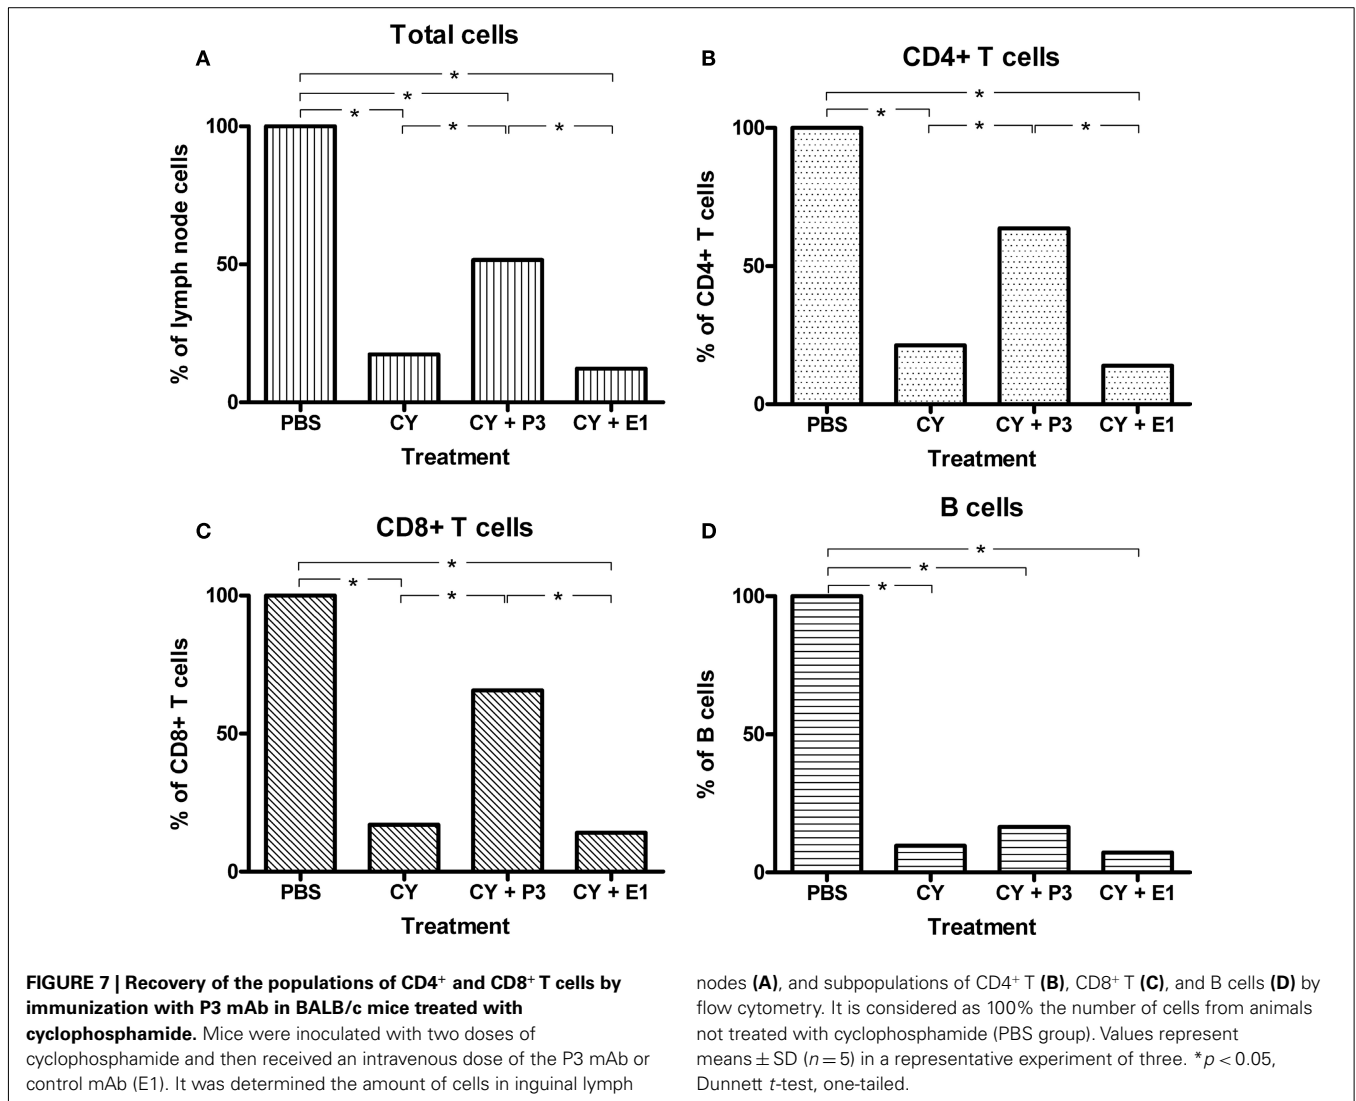 Total cells
A
*
*
*
*
*
% of lymph node cells
100
50
0
PBS
CY
CY + P3
CY + E1
Treatment
B
CD4+ T cells
*
*
*
*
% of CD4+ T cells
100
50
0
PBS
CY
CY + P3
CY + E1
Treatment
C
CD8+ T cells
*
*
*
*
% of CD8+ T cells
100
50
0
PBS
CY
CY + P3
CY + E1
Treatment
D
B cells
*
*
*
% of B cells
100
50
0
PBS
CY
CY + P3
CY + E1
Treatment
FIGURE 7 | Recovery of the populations of CD4⁺ and CD8⁺ T cells by
immunization with P3 mAb in BALB/c mice treated with
cyclophosphamide. Mice were inoculated with two doses of
cyclophosphamide and then received an intravenous dose of the P3 mAb or
control mAb (E1). It was determined the amount of cells in inguinal lymph
nodes (A), and subpopulations of CD4⁺ T (B), CD8⁺ T (C), and B cells (D) by
flow cytometry. It is considered as 100% the number of cells from animals
not treated with cyclophosphamide (PBS group). Values represent
means ± SD (n = 5) in a representative experiment of three. *p < 0.05,
Dunnett t-test, one-tailed.